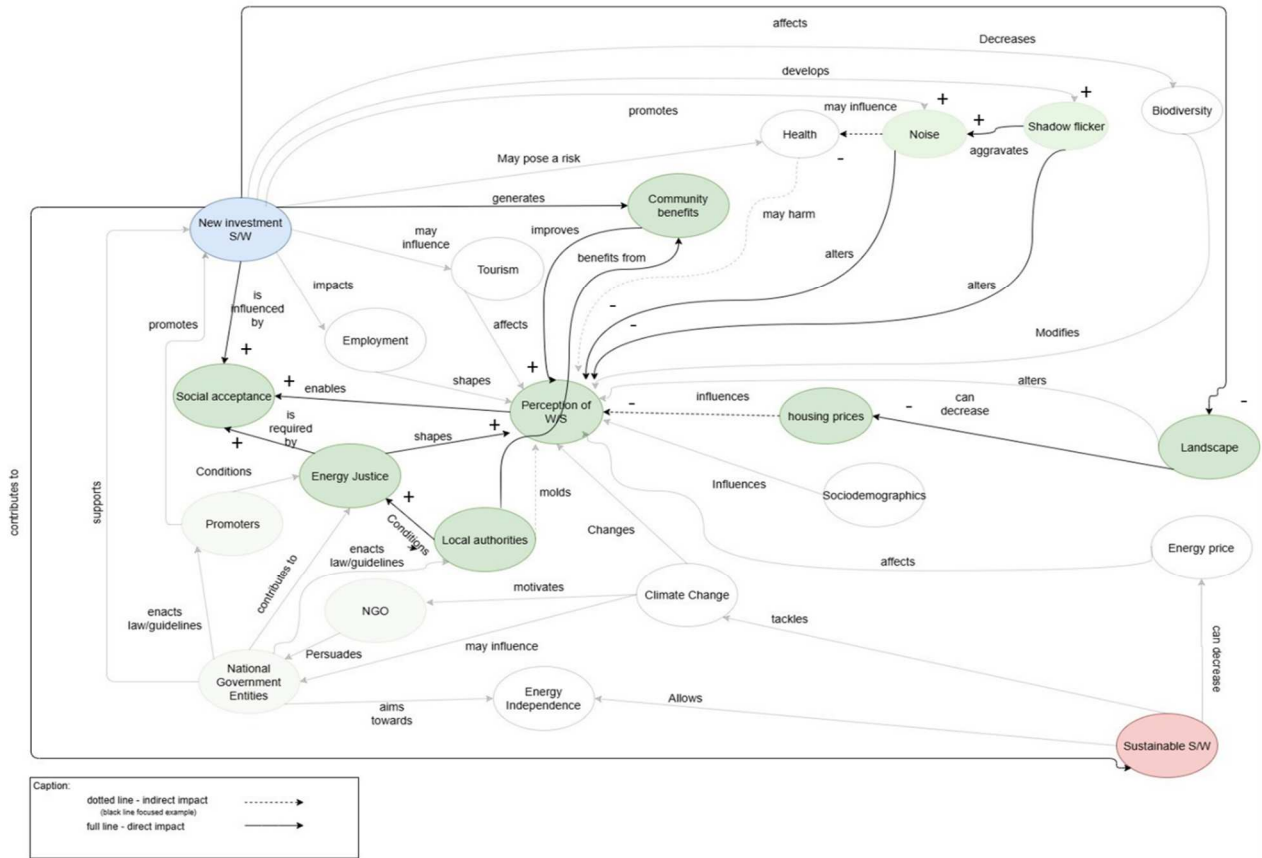 affects
Decreases
develops
+
+
promotes
may influence
+
Biodiversity
Health
Noise
Shadow flicker
-
aggravates
May pose a risk
generates
Community
benefits
may harm
New investment
S/W
may
influence
improves
benefits from
alters
Tourism
alters
impacts
is
influenced
by
-
promotes
affects
-
Modifies
Employment
+
+
shapes
+
alters
Social acceptance
enables
Perception of
W/S
-
influences
housing prices
-
can
decrease
-
is
required
by
+
shapes
+
Landscape
Conditions
Energy Justice
Influences
Sociodemographics
contributes to
supports
+
molds
Promoters
Conditions
Local authorities
Changes
Energy price
enacts
law/guidelines
affects
contributes to
motivates
Climate Change
NGO
tackles
enacts
law/guidelines
Persuades
may influence
can decrease
National
Government
Entities
Energy
Independence
Allows
aims
towards
Sustainable S/W
Caption:
dotted line - indirect impact
(black line focused example)
full line - direct impact